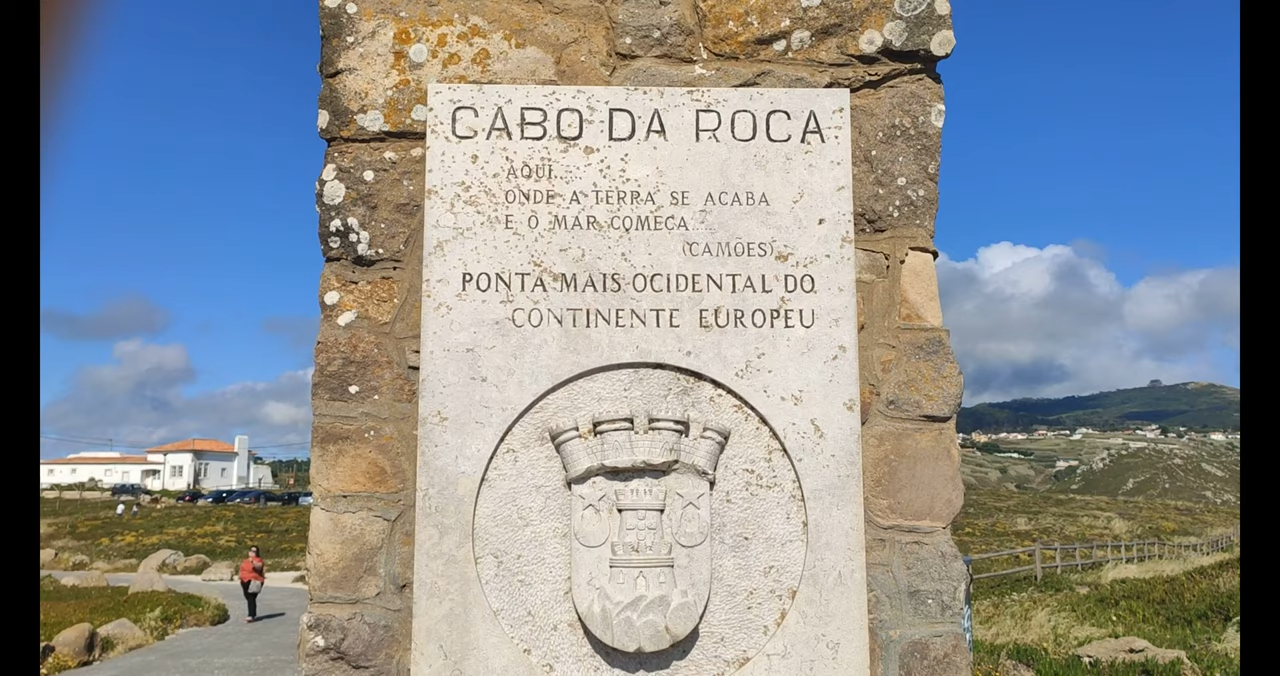 CABO DA ROCA
AQUI.....
ONDE A TERRA SE ACABA
E O MAR COMEÇA.....
(CAMÕES)
PONTA MAIS OCIDENTAL DO
CONTINENTE EUROPEU